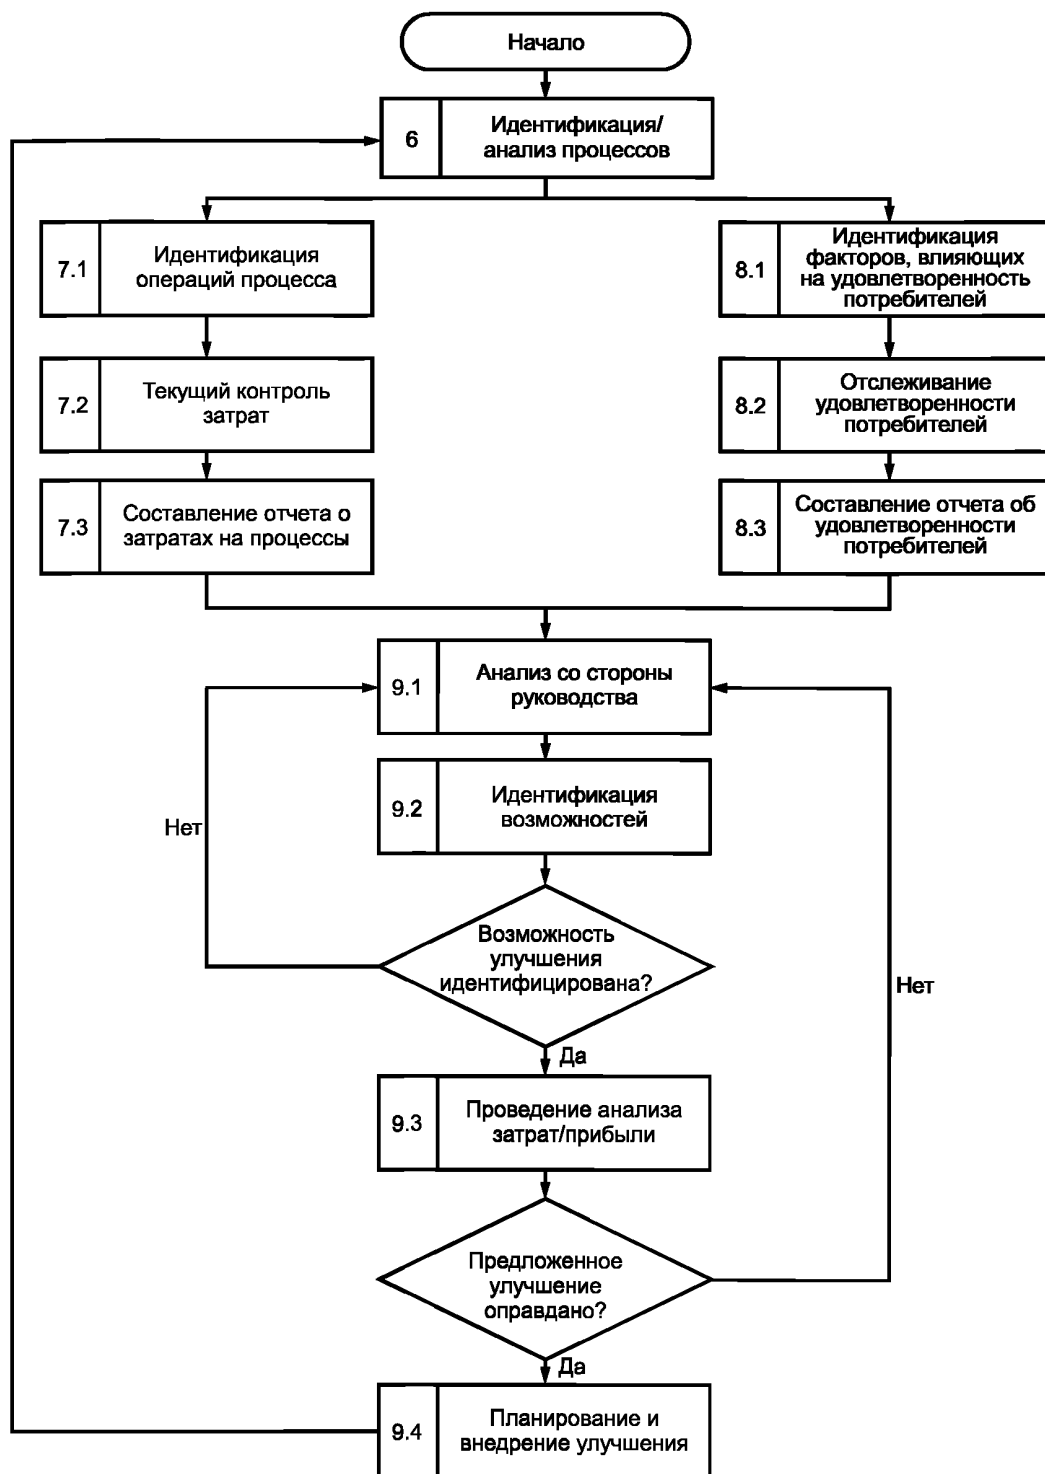 Начало
6
Идентификация/
анализ процессов
7.1
Идентификация
операций процесса
8.1
Идентификация
факторов, влияющих
на удовлетворенность
потребителей
7.2
Текущий контроль
затрат
8.2
Отслеживание
удовлетворенности
потребителей
7.3
Составление отчета о
затратах на процессы
8.3
Составление отчета об
удовлетворенности
потребителей
9.1
Анализ со стороны
руководства
9.2
Идентификация
возможностей
Нет
Возможность
улучшения
идентифицирована?
Нет
Да
9.3
Проведение анализа
затрат/прибыли
Предложенное
улучшение
оправдано?
Да
9.4
Планирование и
внедрение улучшения